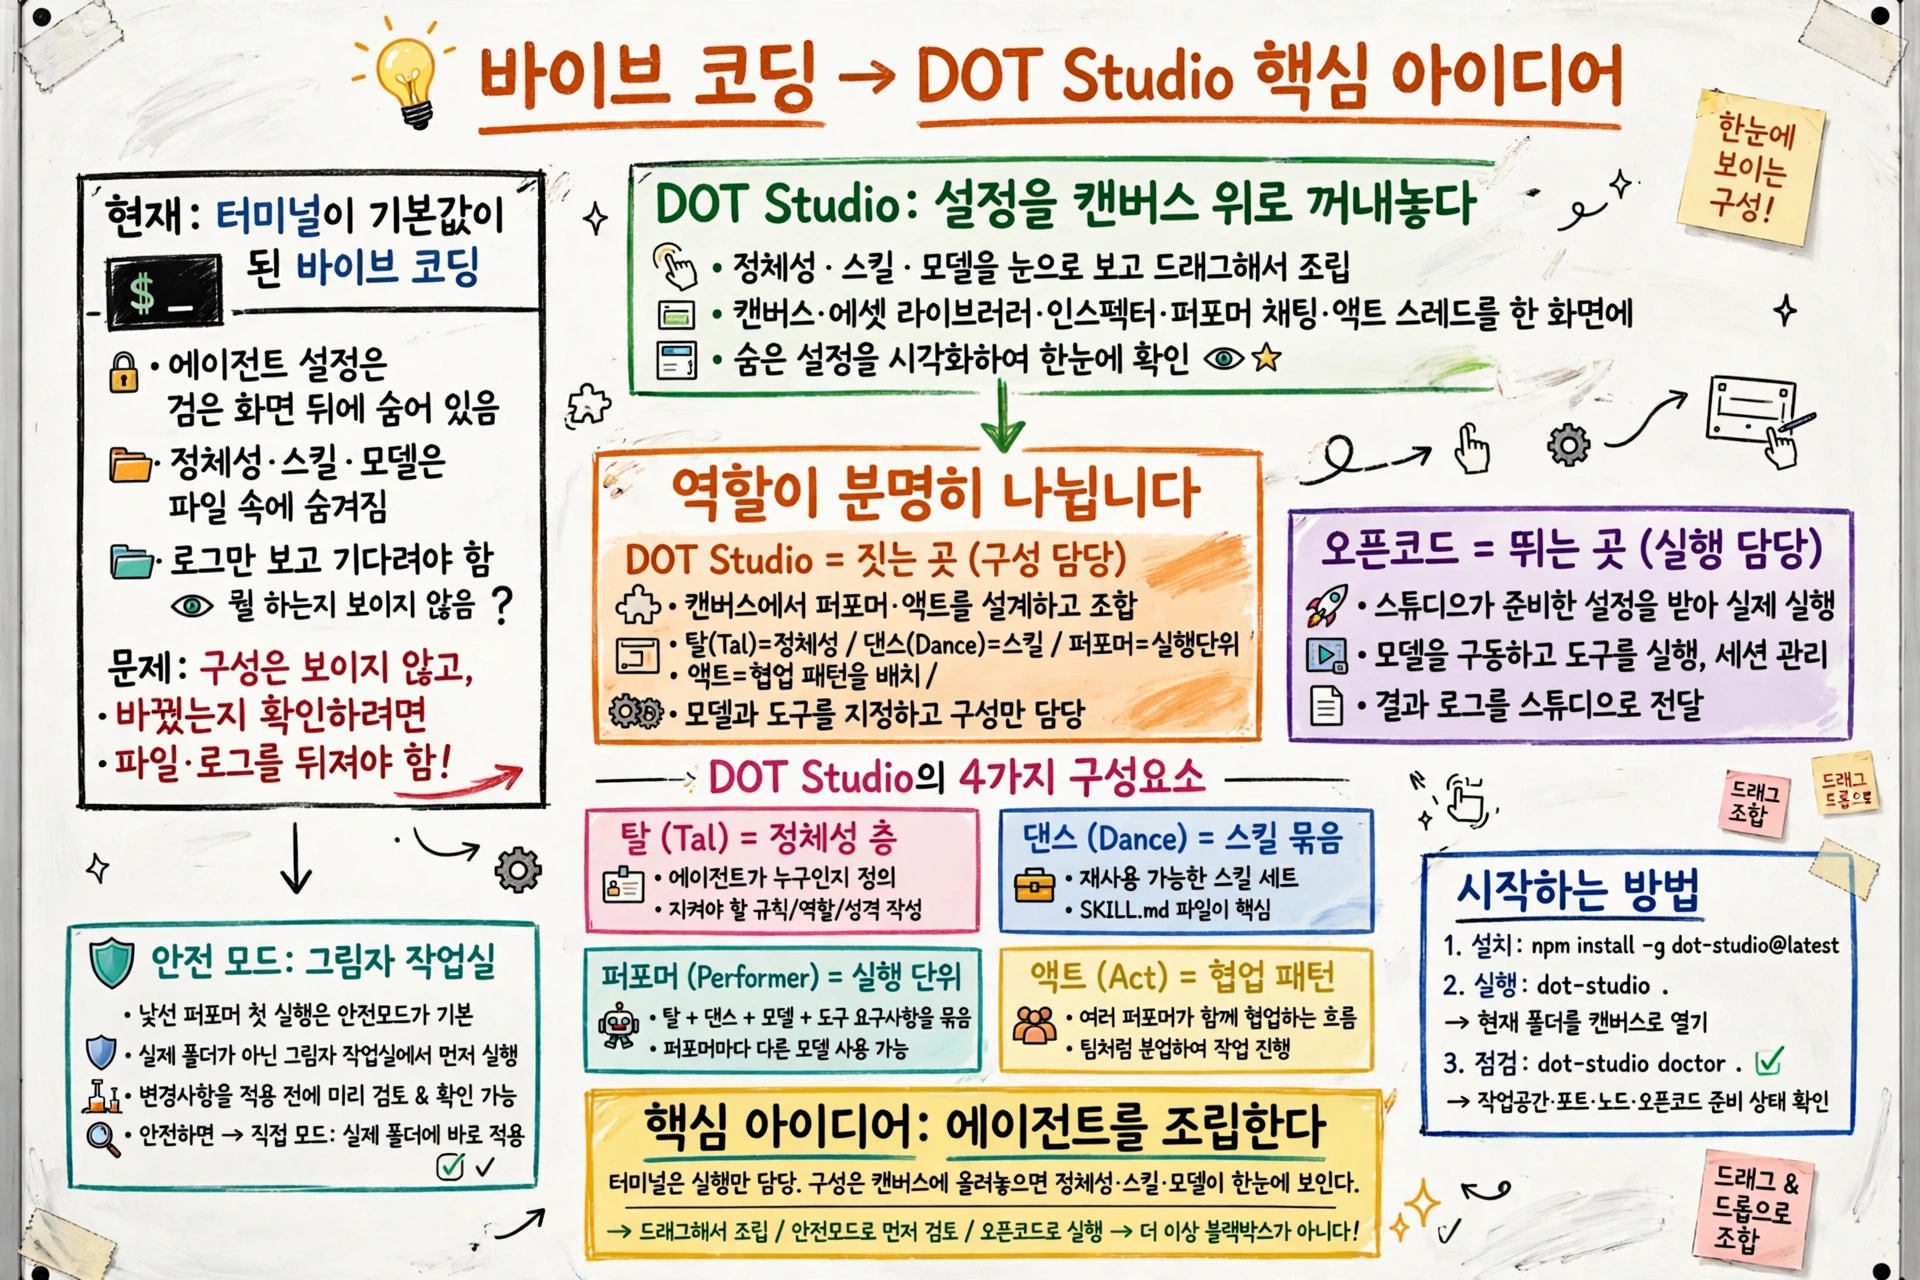 바이브 코딩 → DOT Studio 핵심 아이디어
한눈에
보이는
구성!
현재: 터미널이 기본값이
된 바이브 코딩
$ _
• 에이전트 설정은
검은 화면 뒤에 숨어 있음
• 정체성·스킬·모델은
파일 속에 숨겨짐
• 로그만 보고 기다려야 함
뭘 하는지 보이지 않음 ?
문제: 구성은 보이지 않고,
• 바꿨는지 확인하려면
• 파일·로그를 뒤져야 함!
DOT Studio: 설정을 캔버스 위로 꺼내놓다
• 정체성·스킬·모델을 눈으로 보고 드래그해서 조립
• 캔버스·에셋 라이브러러·인스펙터·퍼포머 채팅·액트 스레드를 한 화면에
• 숨은 설정을 시각화하여 한눈에 확인
역할이 분명히 나뉩니다
DOT Studio = 짓는 곳 (구성 담당)
• 캔버스에서 퍼포머·액트를 설계하고 조합
• 탈(Tal)=정체성 / 댄스(Dance)=스킬 / 퍼포머=실행단위
• 액트=협업 패턴을 배치 /
• 모델과 도구를 지정하고 구성만 담당
오픈코드 = 뛰는 곳 (실행 담당)
• 스튜디으가 준비한 설정을 받아 실제 실행
• 모델을 구동하고 도구를 실행, 세션 관리
• 결과 로그를 스튜디으로 전달
DOT Studio의 4가지 구성요소
탈 (Tal) = 정체성 층
• 에이전트가 누구인지 정의
• 지켜야 할 규칙/역할/성격 작성
댄스 (Dance) = 스킬 묶음
• 재사용 가능한 스킬 세트
• SKILL.md 파일이 핵심
퍼포머 (Performer) = 실행 단위
• 탈 + 댄스 + 모델 + 도구 요구사항을 묶음
• 퍼포머마다 다른 모델 사용 가능
액트 (Act) = 협업 패턴
• 여러 퍼포머가 함께 협업하는 흐름
• 팀처럼 분업하여 작업 진행
드래그
조합
드래그
드롭으로
시작하는 방법
1. 설치: npm install -g dot-studio@latest
2. 실행: dot-studio .
→ 현재 폴더를 캔버스로 열기
3. 점검: dot-studio doctor .
→ 작업공간·포트·노드·오픈코드 준비 상태 확인
안전 모드: 그림자 작업실
• 낯선 퍼포머 첫 실행은 안전모드가 기본
• 실제 폴더가 아닌 그림자 작업실에서 먼저 실행
• 변경사항을 적용 전에 미리 검토 & 확인 가능
• 안전하면 → 직접 모드: 실제 폴더에 바로 적용
핵심 아이디어: 에이전트를 조립한다
터미널은 실행만 담당. 구성은 캔버스에 올려놓으면 정체성·스킬·모델이 한눈에 보인다.
→ 드래그해서 조립 / 안전모드로 먼저 검토 / 오픈코드로 실행 → 더 이상 블랙박스가 아니다!
드래그 &
드롭으로
조합